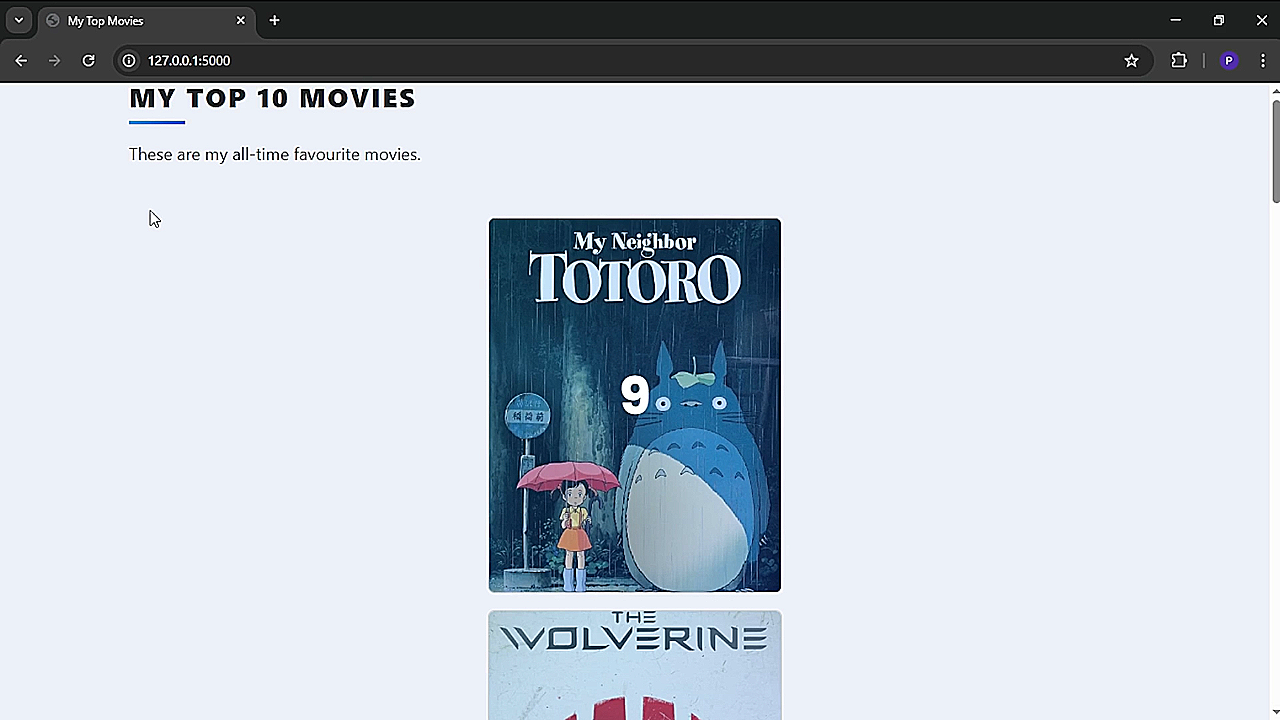 My Top Movies
127.0.0.1:5000
P
MY TOP 10 MOVIES
These are my all-time favourite movies.
My Neighbor
TOTORO
9
THE
WOLVERINE